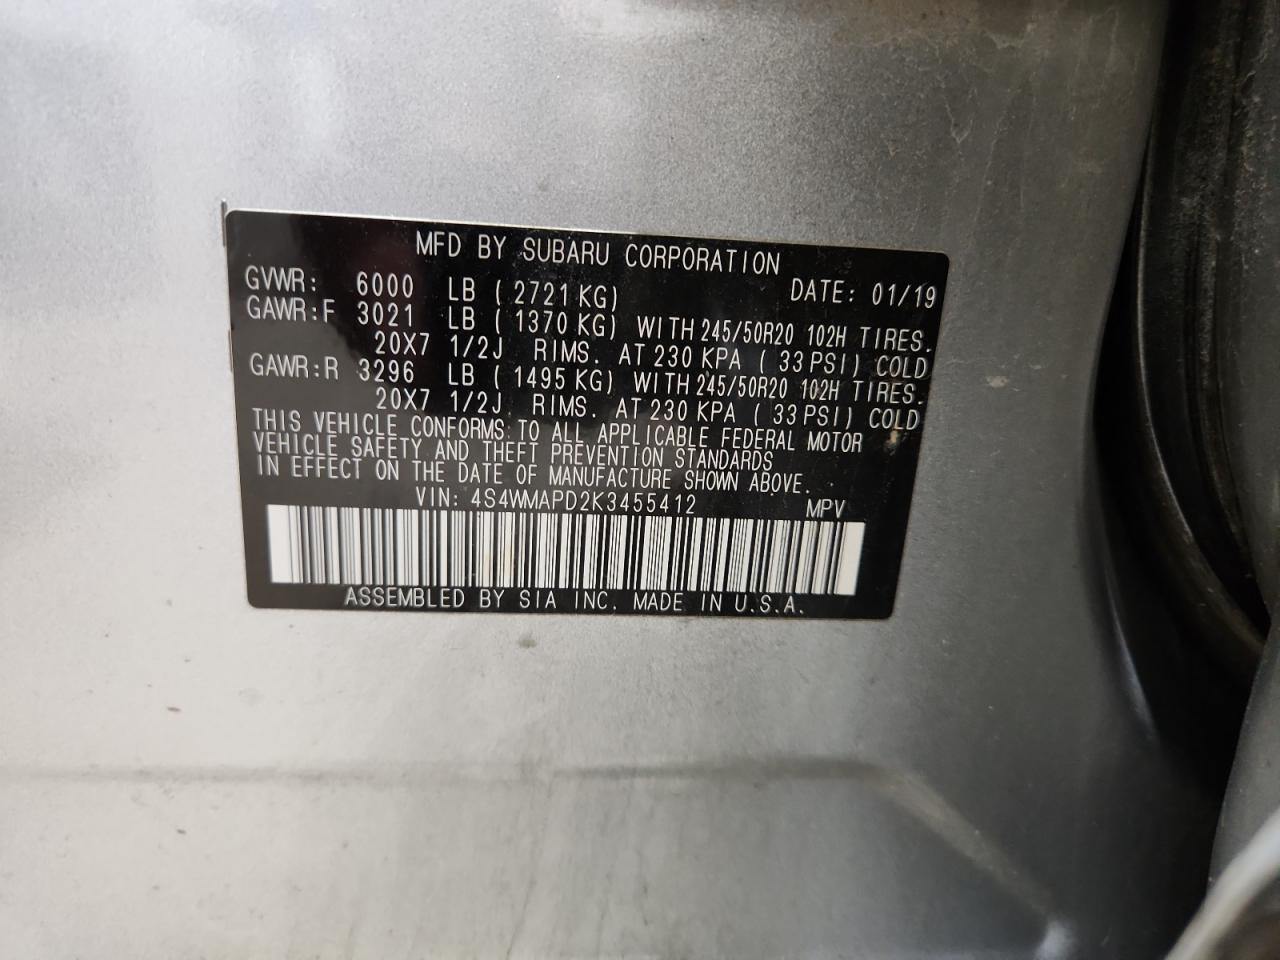 MFD BY SUBARU CORPORATION
GVWR: 6000 LB ( 2721 KG) DATE: 01/19
GAWR:F 3021 LB ( 1370 KG) WITH 245/50R20 102H TIRES.
20X7 1/2J RIMS. AT 230 KPA ( 33 PSI) COLD
GAWR:R 3296 LB ( 1495 KG) WITH 245/50R20 102H TIRES.
20X7 1/2J RIMS. AT 230 KPA ( 33 PSI) COLD
THIS VEHICLE CONFORMS TO ALL APPLICABLE FEDERAL MOTOR
VEHICLE SAFETY AND THEFT PREVENTION STANDARDS
IN EFFECT ON THE DATE OF MANUFACTURE SHOWN ABOVE.
VIN: 4S4WMAPD2K3455412 MPV
ASSEMBLED BY SIA INC. MADE IN U.S.A.